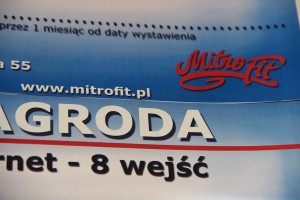 przez 1 miesiąc od daty wystawienia
Mitrofit
55
www.mitrofit.pl
AGRODA
rnet - 8 wejść